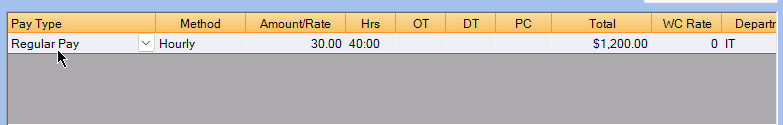 Pay Type Method Amount/Rate Hrs OT DT PC Total WC Rate Departm
Regular Pay Hourly 30.00 40:00 $1,200.00 0 IT